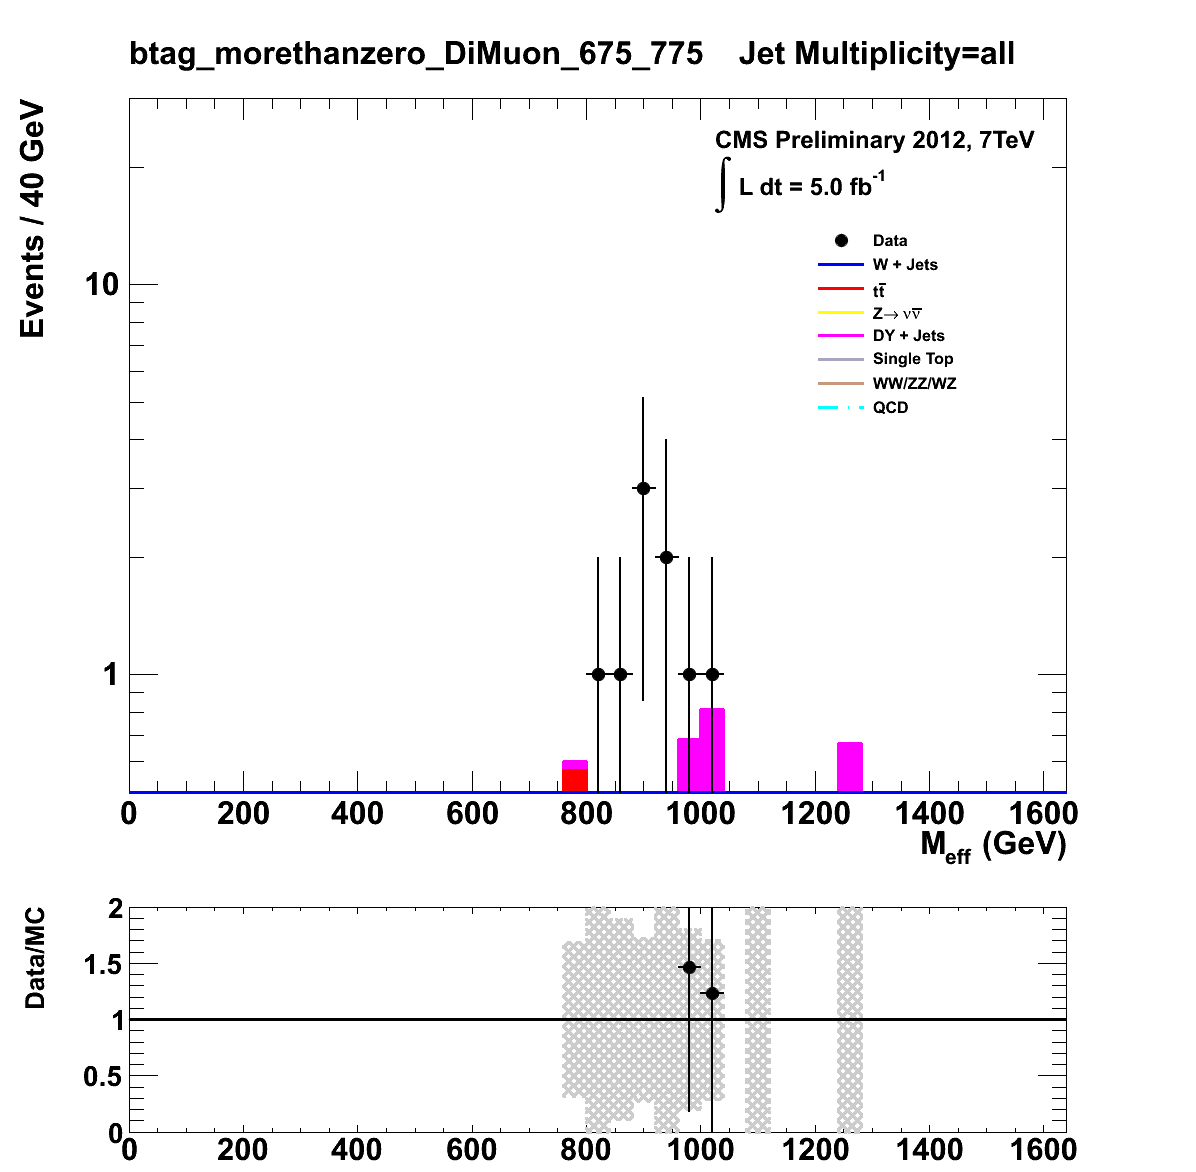 btag_morethanzero_DiMuon_675_775 Jet Multiplicity=all
Events / 40 GeV
CMS Preliminary 2012, 7TeV
∫ L dt = 5.0 fb⁻¹
Data
W + Jets
tt̅
Z→ νν̅
DY + Jets
Single Top
WW/ZZ/WZ
QCD
10
1
0 200 400 600 800 1000 1200 1400 1600
M_eff (GeV)
Data/MC
2
1.5
1
0.5
0
0 200 400 600 800 1000 1200 1400 1600